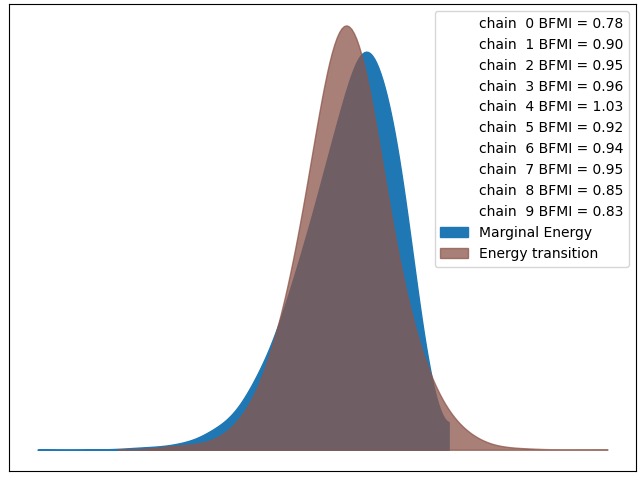 chain  0 BFMI = 0.78
chain  1 BFMI = 0.90
chain  2 BFMI = 0.95
chain  3 BFMI = 0.96
chain  4 BFMI = 1.03
chain  5 BFMI = 0.92
chain  6 BFMI = 0.94
chain  7 BFMI = 0.95
chain  8 BFMI = 0.85
chain  9 BFMI = 0.83
Marginal Energy
Energy transition